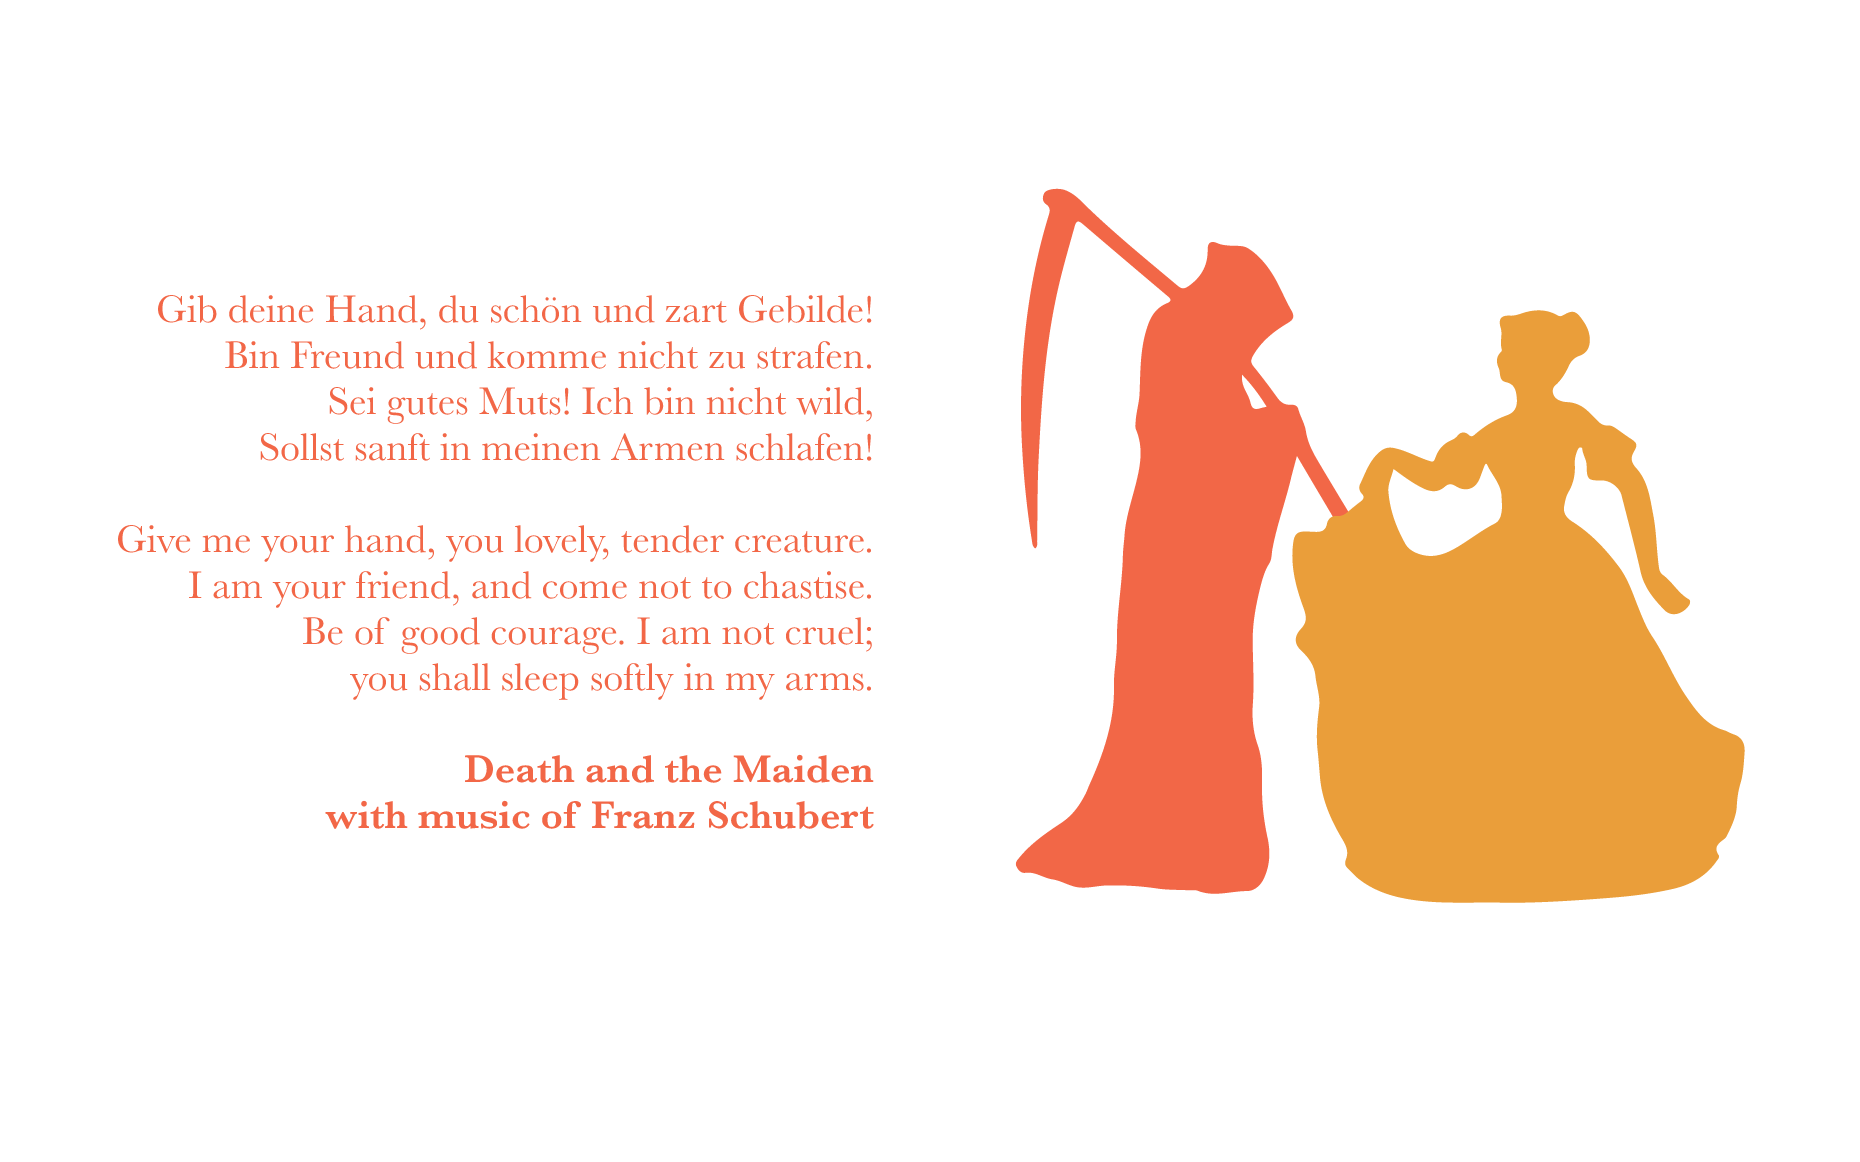 Gib deine Hand, du schön und zart Gebilde!
Bin Freund und komme nicht zu strafen.
Sei gutes Muts! Ich bin nicht wild,
Sollst sanft in meinen Armen schlafen!
Give me your hand, you lovely, tender creature.
I am your friend, and come not to chastise.
Be of good courage. I am not cruel;
you shall sleep softly in my arms.
Death and the Maiden
with music of Franz Schubert